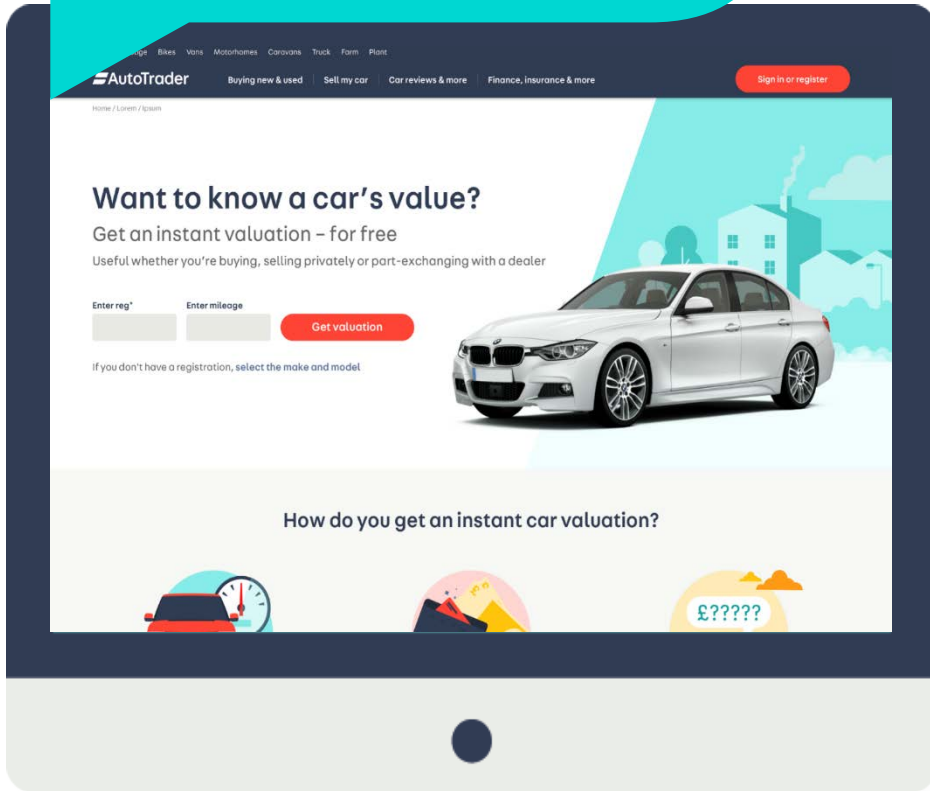 Bikes Vans Motorhomes Caravans Truck Farm Plant
AutoTrader Buying new & used Sell my car Car reviews & more Finance, insurance & more Sign in or register
Home / Lorem / Ipsum
Want to know a car's value?
Get an instant valuation – for free
Useful whether you're buying, selling privately or part-exchanging with a dealer
Enter reg* Enter mileage
Get valuation
If you don't have a registration, select the make and model
How do you get an instant car valuation?
£?????